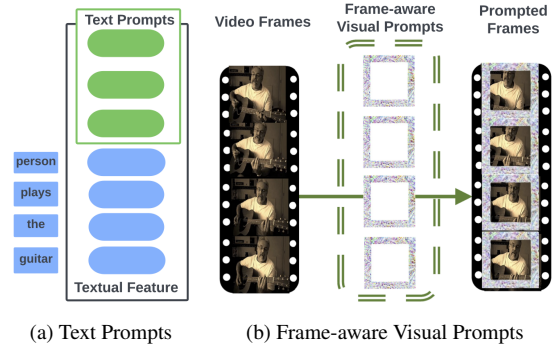 Text Prompts
person
plays
the
guitar
Textual Feature
(a) Text Prompts
Video Frames
Frame-aware
Visual Prompts
Prompted
Frames
(b) Frame-aware Visual Prompts